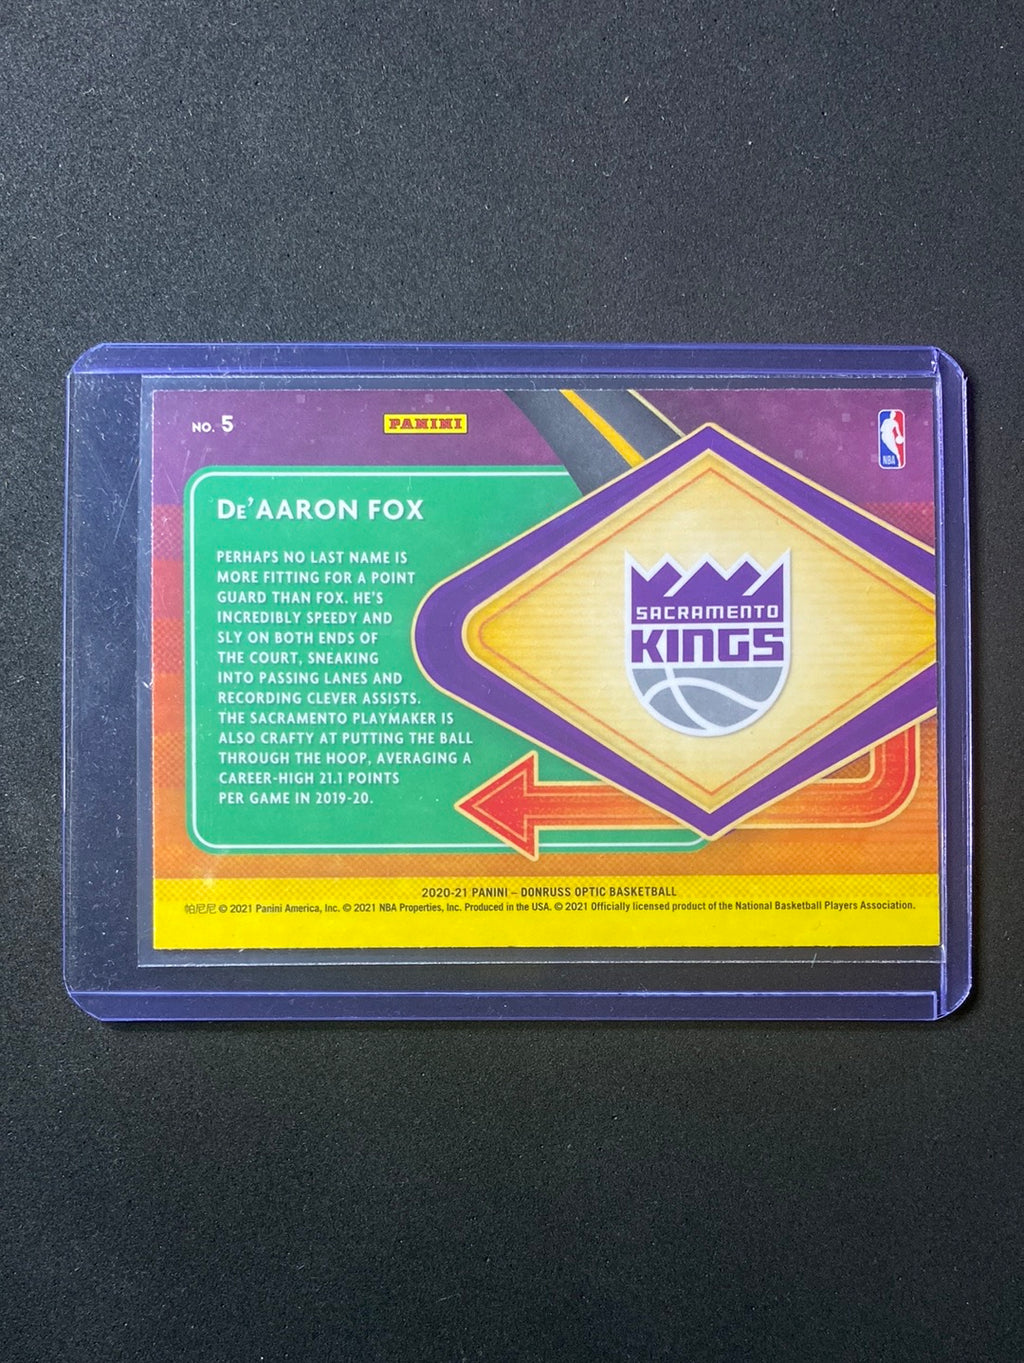 NO. 5
PANINI
NBA
DE'AARON FOX
PERHAPS NO LAST NAME IS
MORE FITTING FOR A POINT
GUARD THAN FOX. HE'S
INCREDIBLY SPEEDY AND
SLY ON BOTH ENDS OF
THE COURT, SNEAKING
INTO PASSING LANES AND
RECORDING CLEVER ASSISTS.
THE SACRAMENTO PLAYMAKER IS
ALSO CRAFTY AT PUTTING THE BALL
THROUGH THE HOOP, AVERAGING A
CAREER-HIGH 21.1 POINTS
PER GAME IN 2019-20.
SACRAMENTO
KINGS
2020-21 PANINI – DONRUSS OPTIC BASKETBALL
帕尼尼 © 2021 Panini America, Inc. © 2021 NBA Properties, Inc. Produced in the USA. © 2021 Officially licensed product of the National Basketball Players Association.